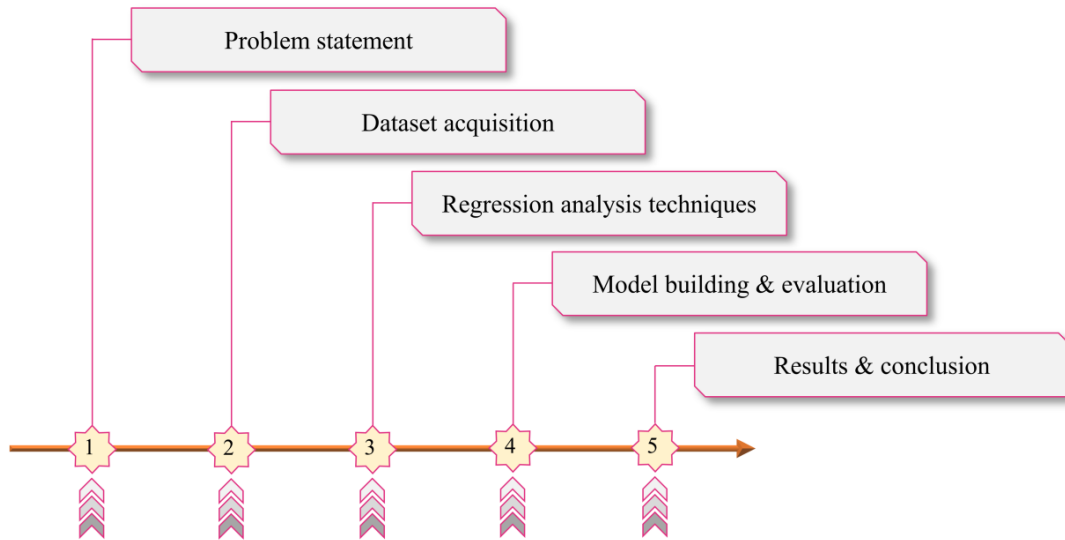 Problem statement
Dataset acquisition
Regression analysis techniques
Model building & evaluation
Results & conclusion
1 2 3 4 5